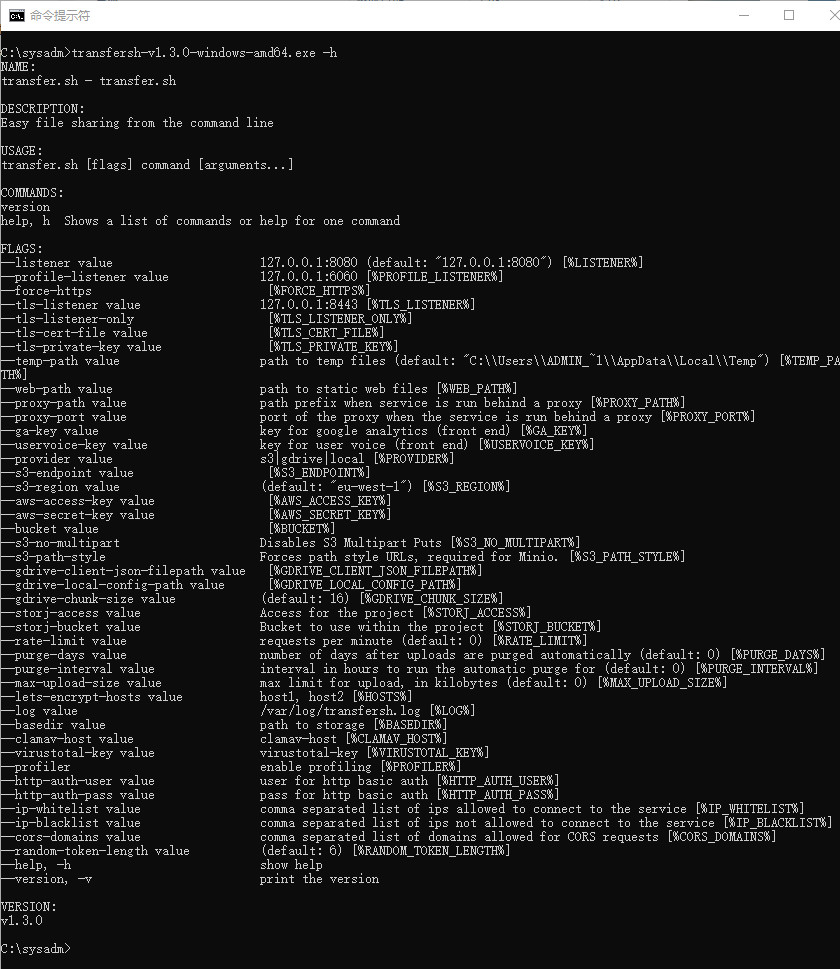 命令提示符
C:\sysadm>transfersh-v1.3.0-windows-amd64.exe -h
NAME:
transfer.sh - transfer.sh
DESCRIPTION:
Easy file sharing from the command line
USAGE:
transfer.sh [flags] command [arguments...]
COMMANDS:
version
help, h  Shows a list of commands or help for one command
FLAGS:
--listener value                     127.0.0.1:8080 (default: "127.0.0.1:8080") [%LISTENER%]
--profile-listener value             127.0.0.1:6060 [%PROFILE_LISTENER%]
--force-https                         [%FORCE_HTTPS%]
--tls-listener value                 127.0.0.1:8443 [%TLS_LISTENER%]
--tls-listener-only                   [%TLS_LISTENER_ONLY%]
--tls-cert-file value                 [%TLS_CERT_FILE%]
--tls-private-key value               [%TLS_PRIVATE_KEY%]
--temp-path value                    path to temp files (default: "C:\\Users\\ADMIN_~1\\AppData\\Local\\Temp") [%TEMP_PA
TH%]
--web-path value                     path to static web files [%WEB_PATH%]
--proxy-path value                   path prefix when service is run behind a proxy [%PROXY_PATH%]
--proxy-port value                   port of the proxy when the service is run behind a proxy [%PROXY_PORT%]
--ga-key value                       key for google analytics (front end) [%GA_KEY%]
--uservoice-key value                key for user voice (front end) [%USERVOICE_KEY%]
--provider value                     s3|gdrive|local [%PROVIDER%]
--s3-endpoint value                   [%S3_ENDPOINT%]
--s3-region value                    (default: "eu-west-1") [%S3_REGION%]
--aws-access-key value                [%AWS_ACCESS_KEY%]
--aws-secret-key value                [%AWS_SECRET_KEY%]
--bucket value                        [%BUCKET%]
--s3-no-multipart                    Disables S3 Multipart Puts [%S3_NO_MULTIPART%]
--s3-path-style                      Forces path style URLs, required for Minio. [%S3_PATH_STYLE%]
--gdrive-client-json-filepath value   [%GDRIVE_CLIENT_JSON_FILEPATH%]
--gdrive-local-config-path value      [%GDRIVE_LOCAL_CONFIG_PATH%]
--gdrive-chunk-size value            (default: 16) [%GDRIVE_CHUNK_SIZE%]
--storj-access value                 Access for the project [%STORJ_ACCESS%]
--storj-bucket value                 Bucket to use within the project [%STORJ_BUCKET%]
--rate-limit value                   requests per minute (default: 0) [%RATE_LIMIT%]
--purge-days value                   number of days after uploads are purged automatically (default: 0) [%PURGE_DAYS%]
--purge-interval value               interval in hours to run the automatic purge for (default: 0) [%PURGE_INTERVAL%]
--max-upload-size value              max limit for upload, in kilobytes (default: 0) [%MAX_UPLOAD_SIZE%]
--lets-encrypt-hosts value           host1, host2 [%HOSTS%]
--log value                          /var/log/transfersh.log [%LOG%]
--basedir value                      path to storage [%BASEDIR%]
--clamav-host value                  clamav-host [%CLAMAV_HOST%]
--virustotal-key value               virustotal-key [%VIRUSTOTAL_KEY%]
--profiler                           enable profiling [%PROFILER%]
--http-auth-user value               user for http basic auth [%HTTP_AUTH_USER%]
--http-auth-pass value               pass for http basic auth [%HTTP_AUTH_PASS%]
--ip-whitelist value                 comma separated list of ips allowed to connect to the service [%IP_WHITELIST%]
--ip-blacklist value                 comma separated list of ips not allowed to connect to the service [%IP_BLACKLIST%]
--cors-domains value                 comma separated list of domains allowed for CORS requests [%CORS_DOMAINS%]
--random-token-length value          (default: 6) [%RANDOM_TOKEN_LENGTH%]
--help, -h                           show help
--version, -v                        print the version
VERSION:
v1.3.0
C:\sysadm>